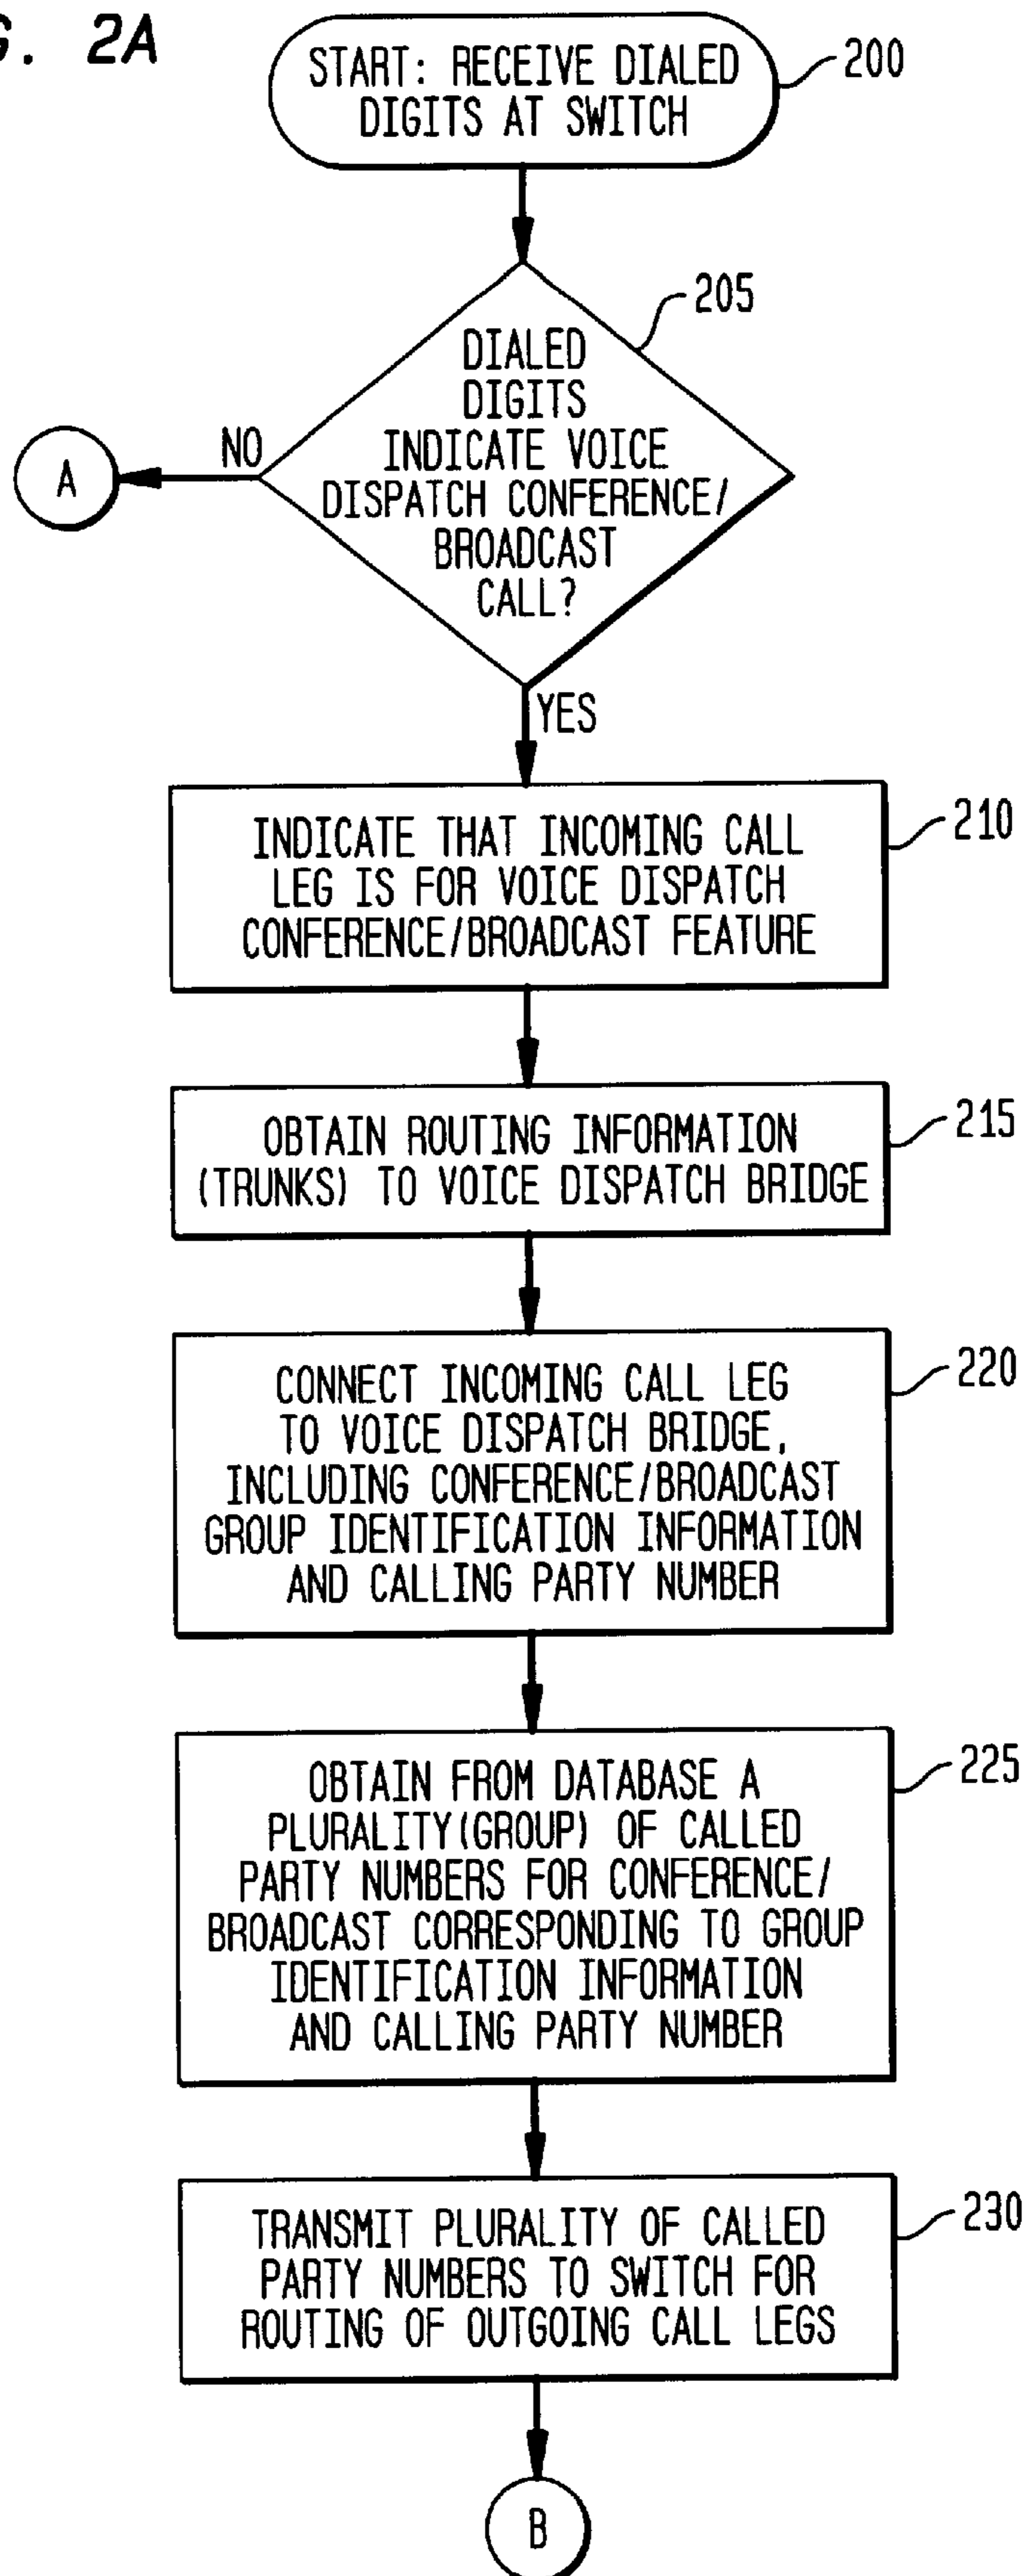 G. 2A
START: RECEIVE DIALED
DIGITS AT SWITCH
200
205
DIALED
DIGITS
INDICATE VOICE
DISPATCH CONFERENCE/
BROADCAST
CALL?
NO
A
YES
INDICATE THAT INCOMING CALL
LEG IS FOR VOICE DISPATCH
CONFERENCE/BROADCAST FEATURE
210
OBTAIN ROUTING INFORMATION
(TRUNKS) TO VOICE DISPATCH BRIDGE
215
CONNECT INCOMING CALL LEG
TO VOICE DISPATCH BRIDGE,
INCLUDING CONFERENCE/BROADCAST
GROUP IDENTIFICATION INFORMATION
AND CALLING PARTY NUMBER
220
OBTAIN FROM DATABASE A
PLURALITY(GROUP) OF CALLED
PARTY NUMBERS FOR CONFERENCE/
BROADCAST CORRESPONDING TO GROUP
IDENTIFICATION INFORMATION
AND CALLING PARTY NUMBER
225
TRANSMIT PLURALITY OF CALLED
PARTY NUMBERS TO SWITCH FOR
ROUTING OF OUTGOING CALL LEGS
230
B